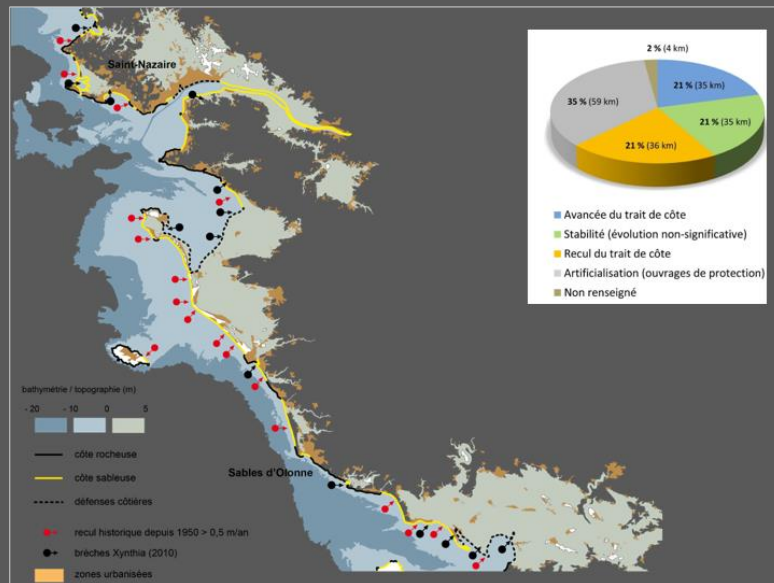 Saint-Nazaire
2 % (4 km)
21 % (35 km)
35 % (59 km)
21 % (35 km)
21 % (36 km)
Avancée du trait de côte
Stabilité (évolution non-significative)
Recul du trait de côte
Artificialisation (ouvrages de protection)
Non renseigné
bathymétrie / topographie (m)
- 20 - 10 0 5
côte rocheuse
côte sableuse
défenses côtières
Sables d'Olonne
recul historique depuis 1950 > 0,5 m/an
brèches Xynthia (2010)
zones urbanisées